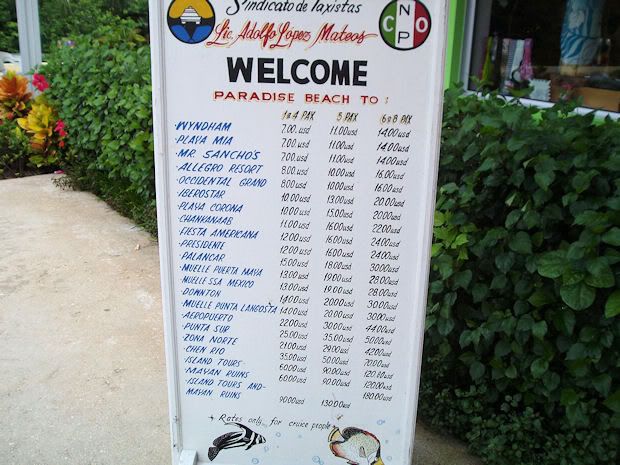 Sindicato de Taxistas
Lic. Adolfo Lopez Mateos
CNOP
WELCOME
PARADISE BEACH TO:
1 a 4 PAX 5 PAX 6 a 8 PAX
·WYNDHAM 7.00 usd 11.00 usd 14.00 usd
·PLAYA MIA 7.00 usd 11.00 usd 14.00 usd
·MR. SANCHO'S 7.00 usd 11.00 usd 14.00 usd
·ALLEGRO RESORT 8.00 usd 10.00 usd 16.00 usd
·OCCIDENTAL GRAND 8.00 usd 10.00 usd 16.00 usd
·IBEROSTAR 10.00 usd 13.00 usd 20.00 usd
·PLAYA CORONA 10.00 usd 15.00 usd 20.00 usd
·CHANKANAAB 11.00 usd 16.00 usd 22.00 usd
·FIESTA AMERICANA 12.00 usd 16.00 usd 24.00 usd
·PRESIDENTE 12.00 usd 16.00 usd 24.00 usd
·PALANCAR 15.00 usd 18.00 usd 30.00 usd
·MUELLE PUERTA MAYA 13.00 usd 19.00 usd 28.00 usd
·MUELLE SSA MEXICO 13.00 usd 19.00 usd 28.00 usd
·DOWNTON 14.00 usd 20.00 usd 30.00 usd
·MUELLE PUNTA LANGOSTA 14.00 usd 20.00 usd 30.00 usd
·AEROPUERTO 22.00 usd 30.00 usd 44.00 usd
·PUNTA SUR 25.00 usd 35.00 usd 50.00 usd
·ZONA NORTE 21.00 usd 29.00 usd 42.00 usd
·CHEN RIO 35.00 usd 50.00 usd 70.00 usd
·ISLAND TOURS· 60.00 usd 90.00 usd 120.00 usd
·MAYAN RUINS 60.00 usd 90.00 usd 120.00 usd
·ISLAND TOURS AND-
MAYAN RUINS 90.00 usd 130.00 usd 180.00 usd
* Rates only... for cruice people *